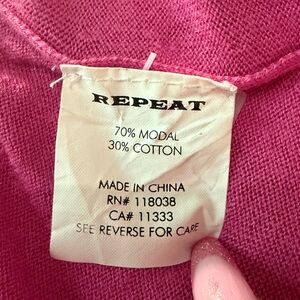 REPEAT
70% MODAL
30% COTTON
MADE IN CHINA
RN# 118038
CA# 11333
SEE REVERSE FOR CARE